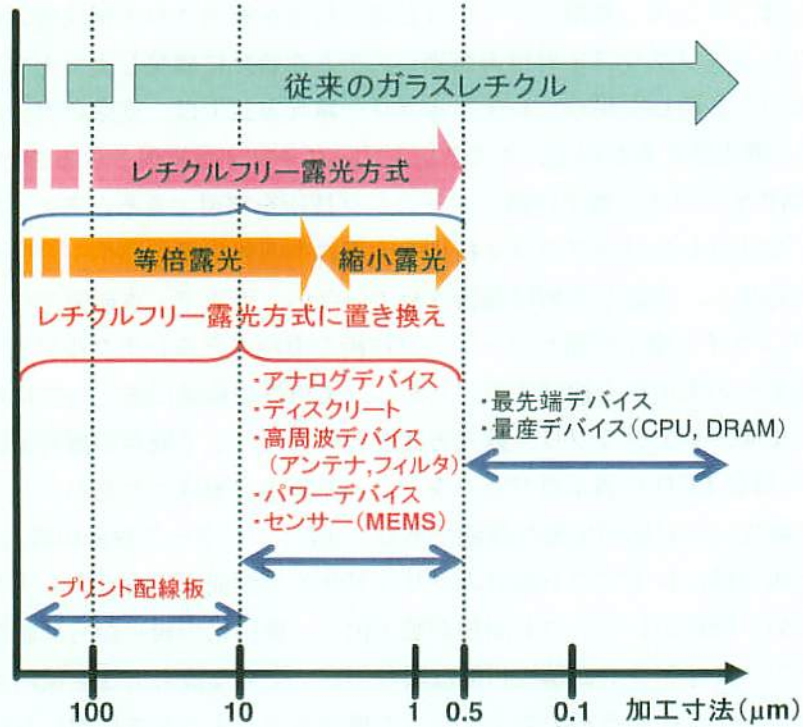 従来のガラスレチクル
レチクルフリー露光方式
等倍露光
縮小露光
レチクルフリー露光方式に置き換え
・アナログデバイス
・ディスクリート
・高周波デバイス
（アンテナ,フィルタ）
・パワーデバイス
・センサー（MEMS）
・最先端デバイス
・量産デバイス（CPU, DRAM）
・プリント配線板
100
10
1
0.5
0.1
加工寸法（μm）